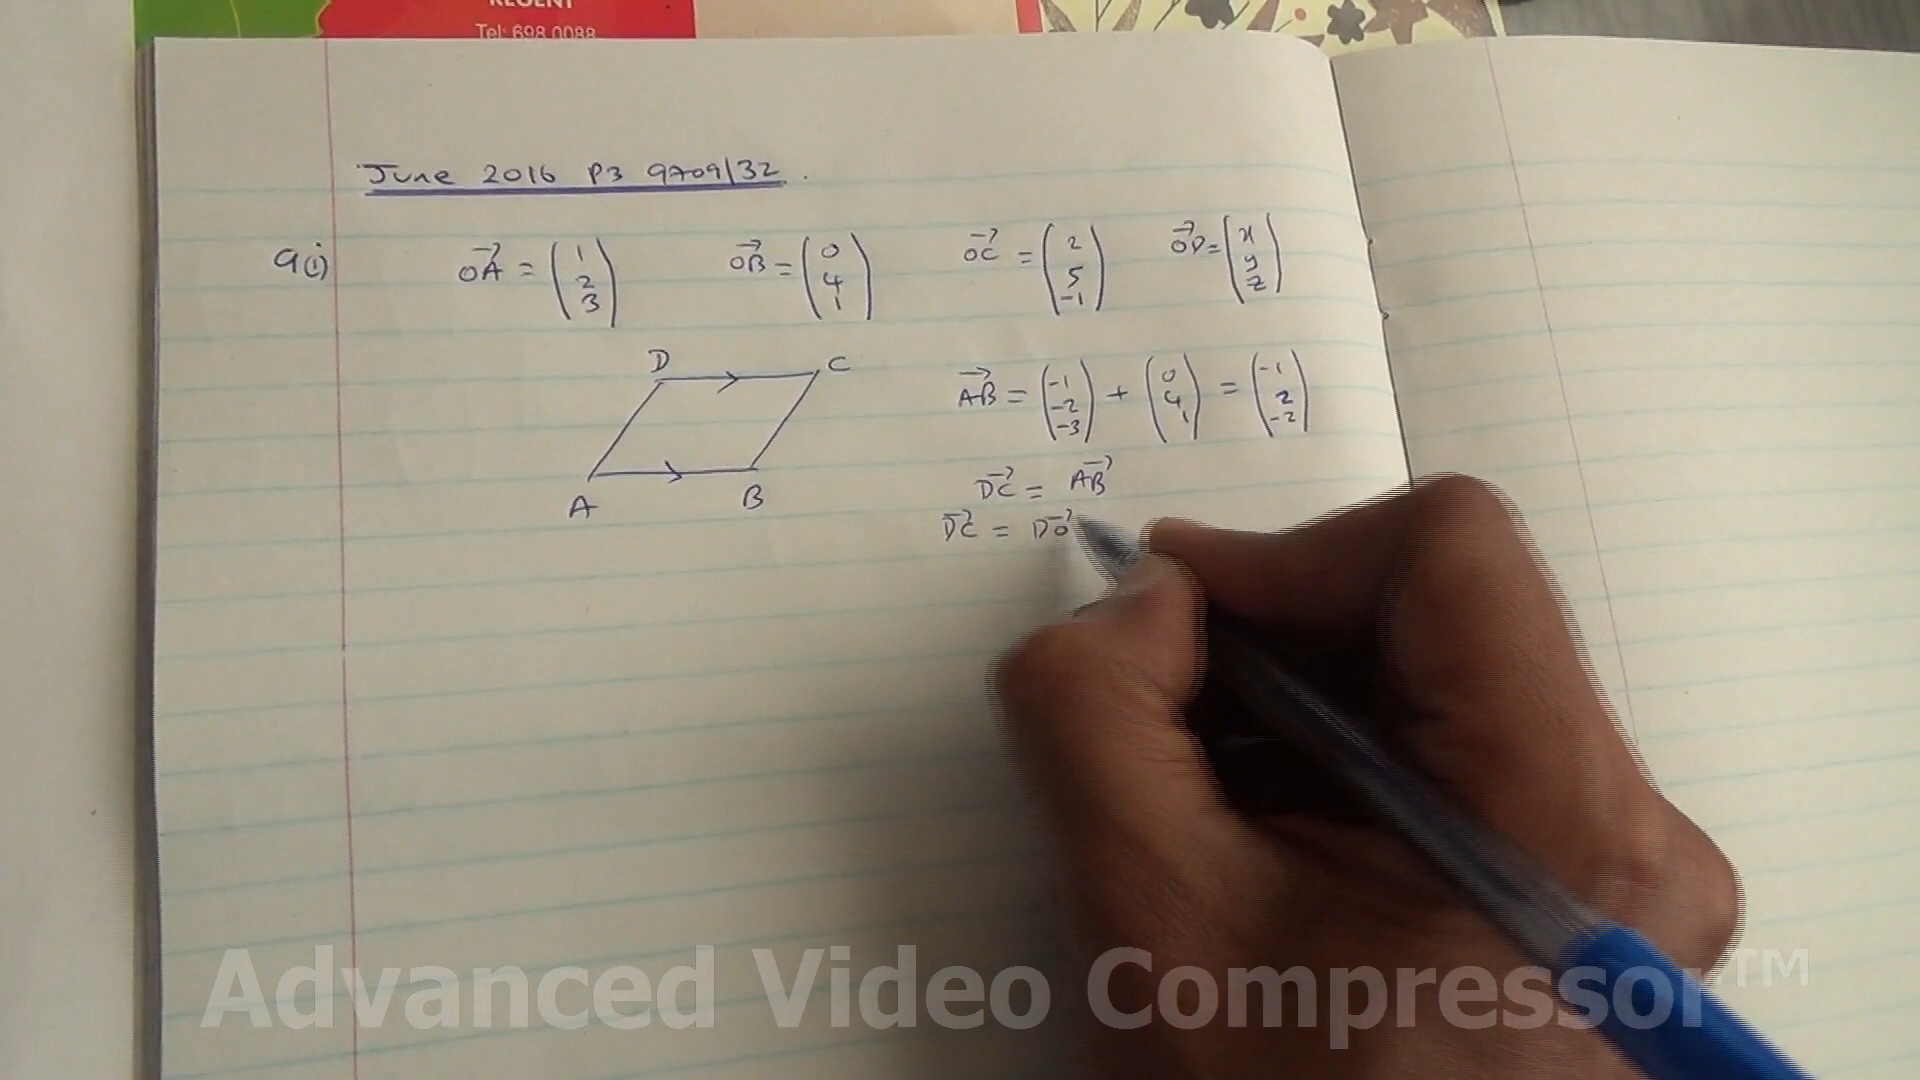 REGENT
Tel: 698 0088
June 2016 P3 9709/32.
9(i) OA = (1 2 3) OB = (0 4 1) OC = (2 5 -1) OD = (x y z)
D C
AB = (-1 -2 -3) + (0 4 1) = (-1 2 -2)
A B
DC = AB
DC = DO
Advanced Video Compressor™